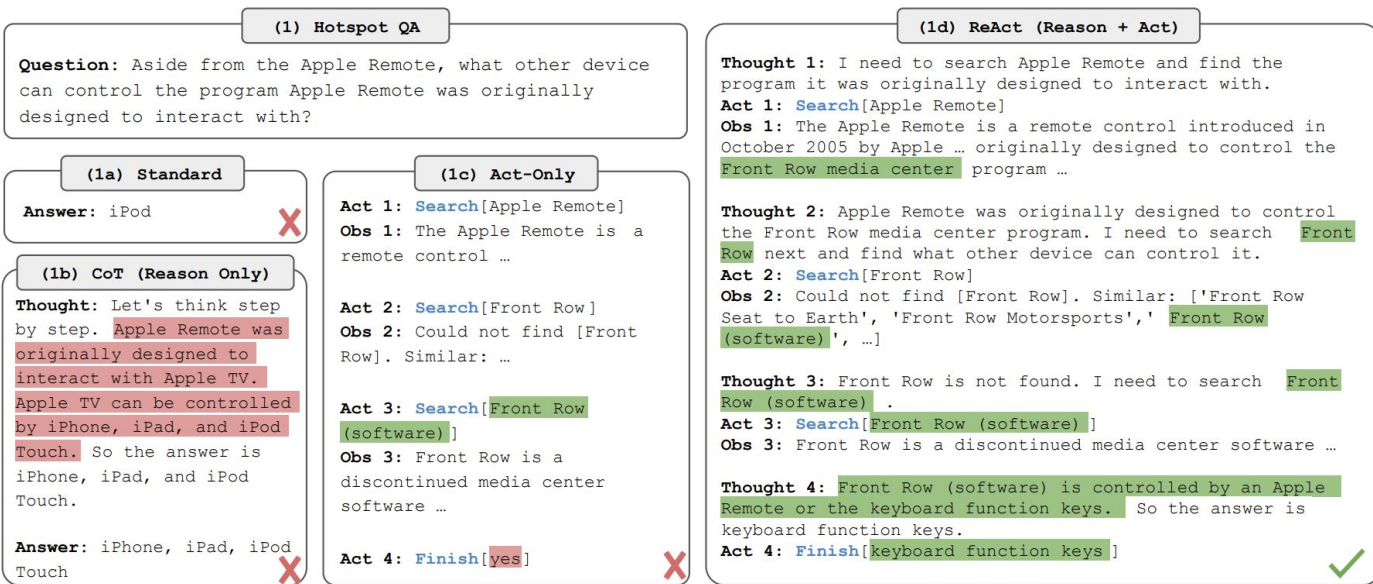 (1) Hotspot QA
Question: Aside from the Apple Remote, what other device
can control the program Apple Remote was originally
designed to interact with?
(1a) Standard
Answer: iPod
(1b) CoT (Reason Only)
Thought: Let's think step
by step. Apple Remote was
originally designed to
interact with Apple TV.
Apple TV can be controlled
by iPhone, iPad, and iPod
Touch. So the answer is
iPhone, iPad, and iPod
Touch.
Answer: iPhone, iPad, iPod
Touch
(1c) Act-Only
Act 1: Search[Apple Remote]
Obs 1: The Apple Remote is a
remote control …
Act 2: Search[Front Row]
Obs 2: Could not find [Front
Row]. Similar: …
Act 3: Search[Front Row
(software)]
Obs 3: Front Row is a
discontinued media center
software …
Act 4: Finish[yes]
(1d) ReAct (Reason + Act)
Thought 1: I need to search Apple Remote and find the
program it was originally designed to interact with.
Act 1: Search[Apple Remote]
Obs 1: The Apple Remote is a remote control introduced in
October 2005 by Apple … originally designed to control the
Front Row media center program …
Thought 2: Apple Remote was originally designed to control
the Front Row media center program. I need to search Front
Row next and find what other device can control it.
Act 2: Search[Front Row]
Obs 2: Could not find [Front Row]. Similar: ['Front Row
Seat to Earth', 'Front Row Motorsports',' Front Row
(software)', …]
Thought 3: Front Row is not found. I need to search Front
Row (software) .
Act 3: Search[Front Row (software)]
Obs 3: Front Row is a discontinued media center software …
Thought 4: Front Row (software) is controlled by an Apple
Remote or the keyboard function keys. So the answer is
keyboard function keys.
Act 4: Finish[keyboard function keys]